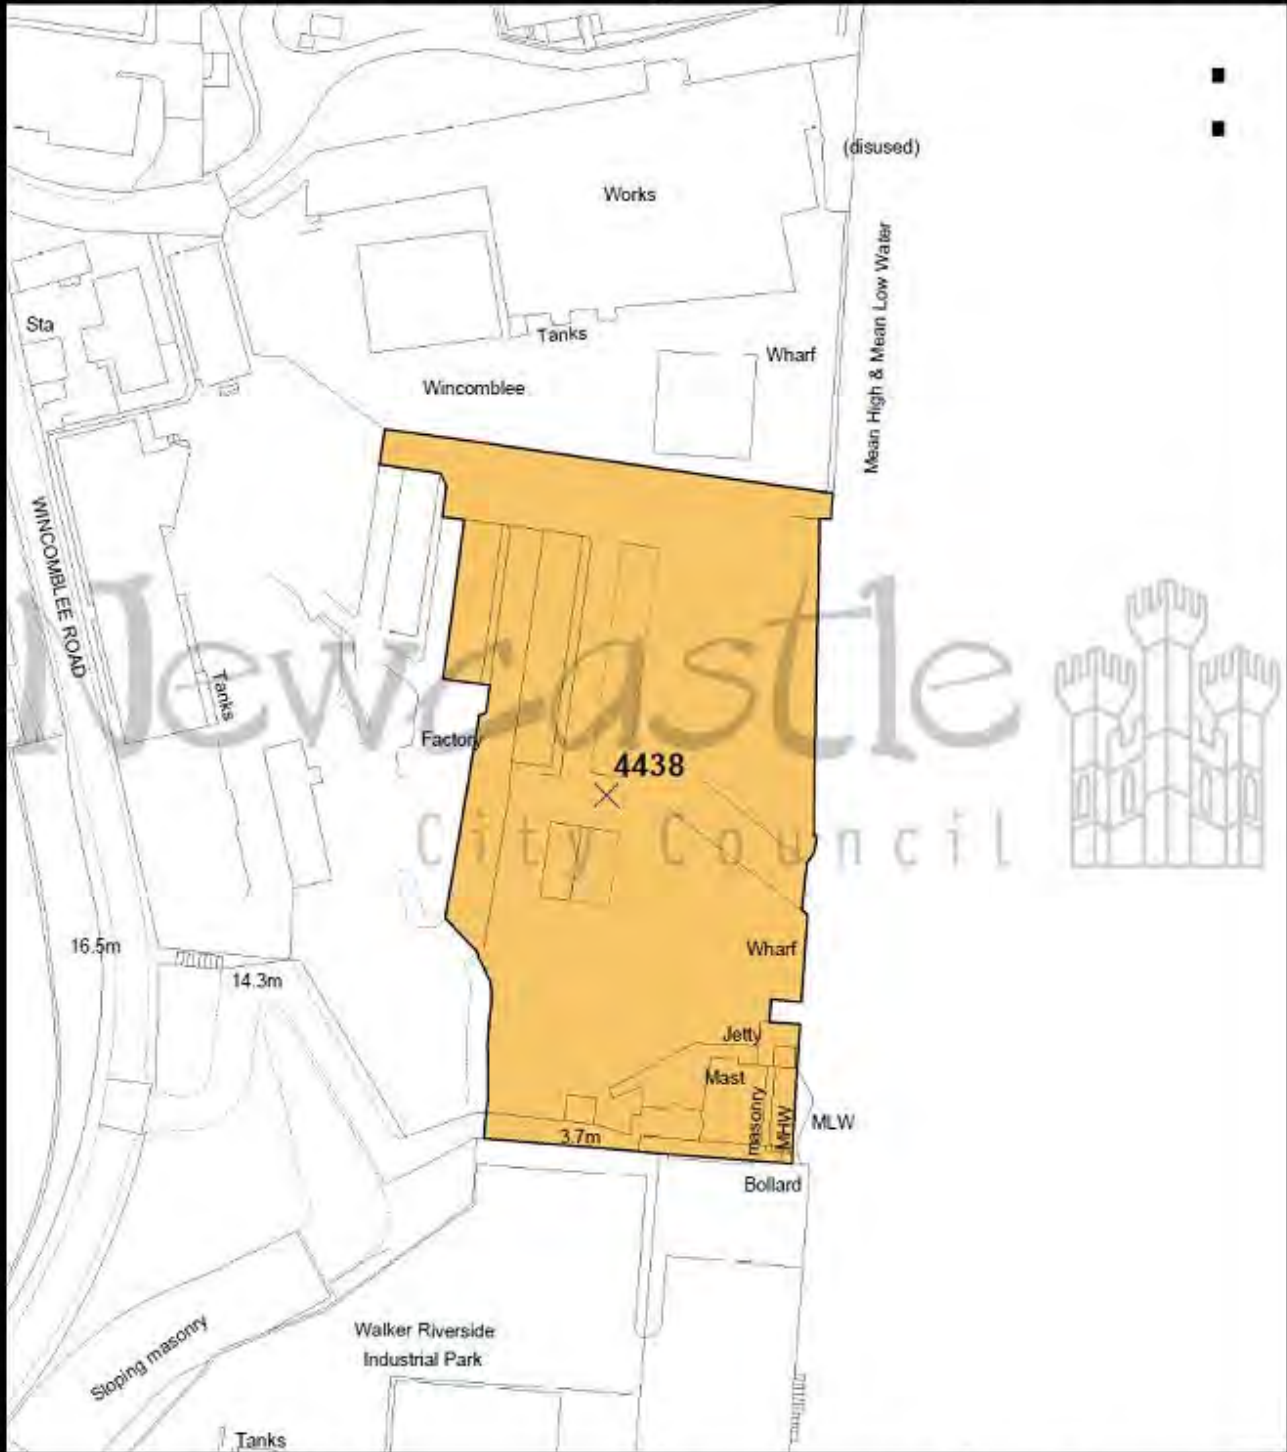 (disused)
Works
Mean High & Mean Low Water
Sta
Tanks
Wharf
Wincomblee
WINCOMBLEE ROAD
Newcastle
City Council
Tanks
Factory
4438
16.5m
14.3m
Wharf
Jetty
Mast
masonry
MHW
MLW
3.7m
Bollard
Walker Riverside
Industrial Park
Sloping masonry
Tanks